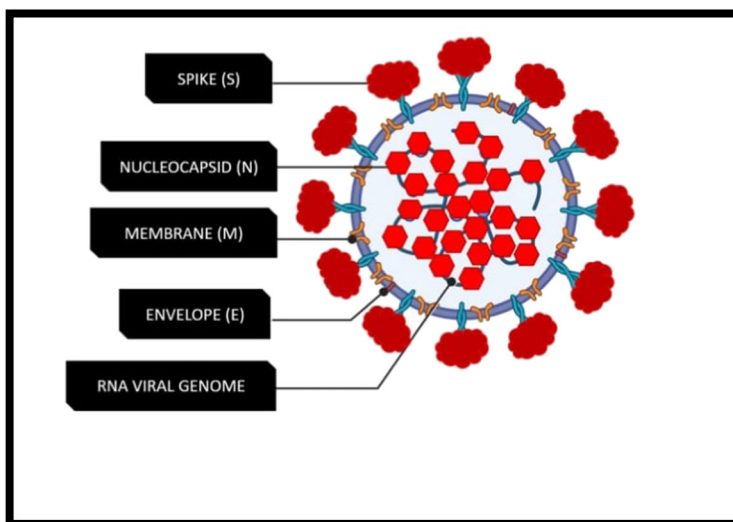 SPIKE (S)
NUCLEOCAPSID (N)
MEMBRANE (M)
ENVELOPE (E)
RNA VIRAL GENOME